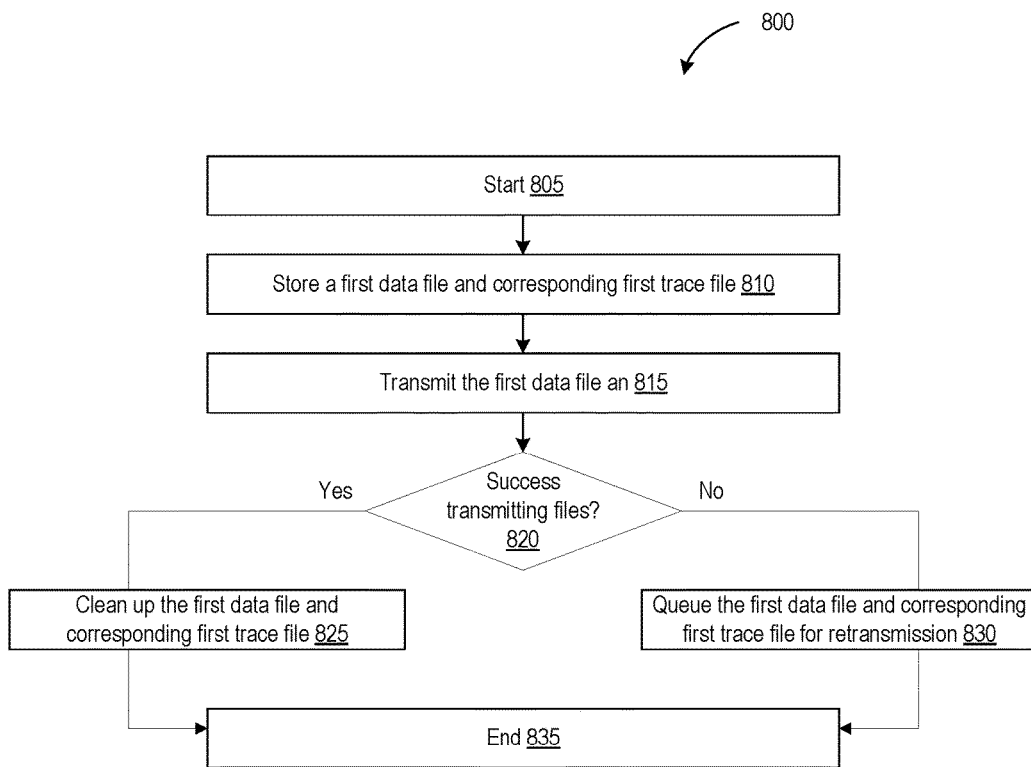 800
Start 805
Store a first data file and corresponding first trace file 810
Transmit the first data file an 815
Success
transmitting files?
820
Yes
No
Clean up the first data file and
corresponding first trace file 825
Queue the first data file and corresponding
first trace file for retransmission 830
End 835